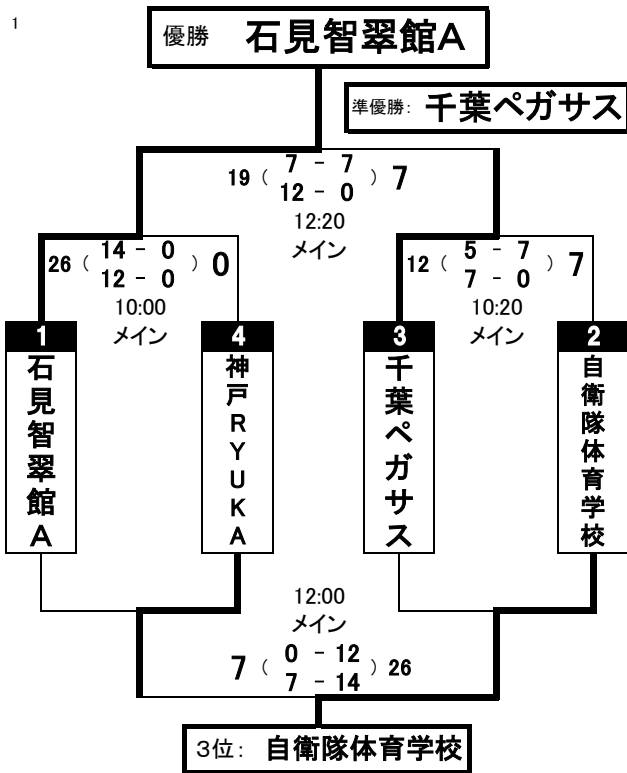 1
優勝 石見智翠館A
準優勝: 千葉ペガサス
19 ( 7 - 7 ) 7
12 - 0
12:20
メイン
26 ( 14 - 0 ) 0
12 - 0
10:00
メイン
12 ( 5 - 7 ) 7
7 - 0
10:20
メイン
1
石見智翠館A
4
神戸RYUKA
3
千葉ペガサス
2
自衛隊体育学校
12:00
メイン
7 ( 0 - 12 ) 26
7 - 14
3位: 自衛隊体育学校